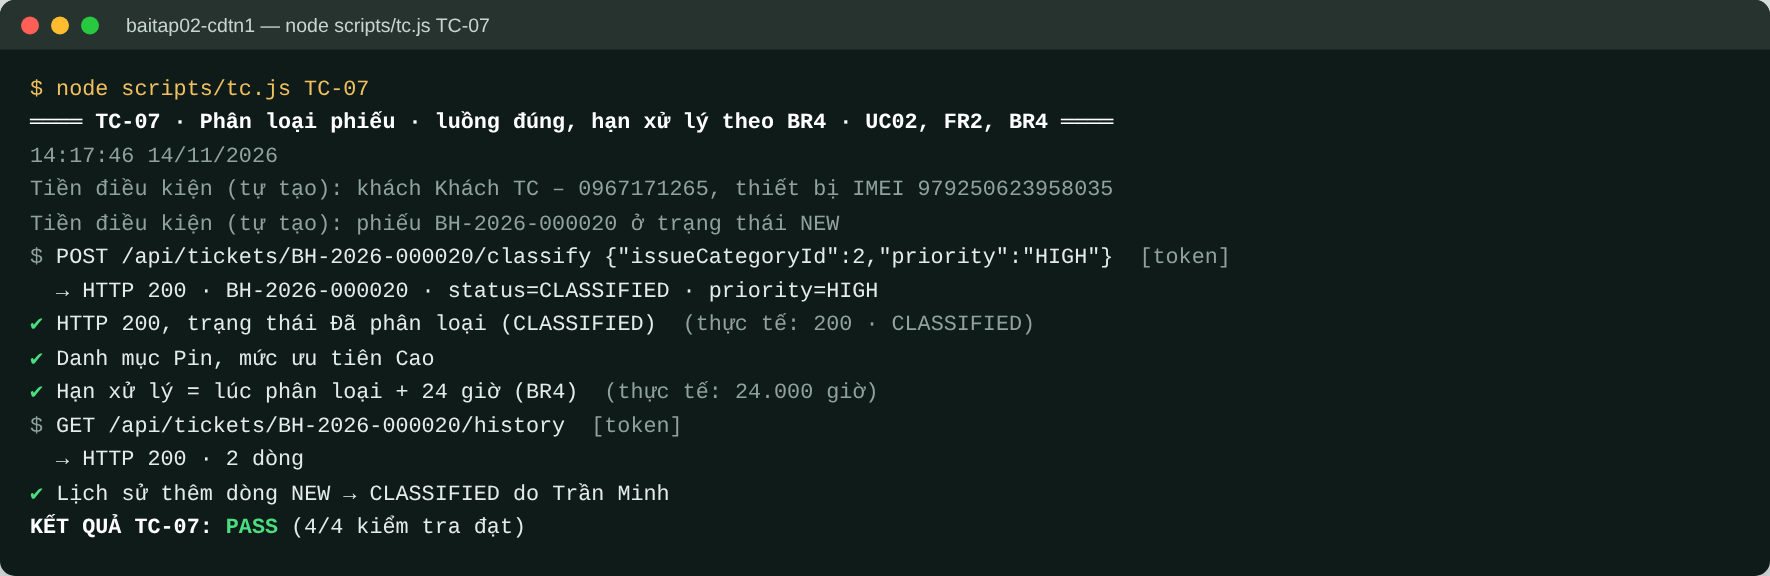 baitap02-cdtn1 — node scripts/tc.js TC-07
$ node scripts/tc.js TC-07
════ TC-07 · Phân loại phiếu · luồng đúng, hạn xử lý theo BR4 · UC02, FR2, BR4 ════
14:17:46 14/11/2026
Tiền điều kiện (tự tạo): khách Khách TC – 0967171265, thiết bị IMEI 979250623958035
Tiền điều kiện (tự tạo): phiếu BH-2026-000020 ở trạng thái NEW
$ POST /api/tickets/BH-2026-000020/classify {"issueCategoryId":2,"priority":"HIGH"}  [token]
→ HTTP 200 · BH-2026-000020 · status=CLASSIFIED · priority=HIGH
✔ HTTP 200, trạng thái Đã phân loại (CLASSIFIED)  (thực tế: 200 · CLASSIFIED)
✔ Danh mục Pin, mức ưu tiên Cao
✔ Hạn xử lý = lúc phân loại + 24 giờ (BR4)  (thực tế: 24.000 giờ)
$ GET /api/tickets/BH-2026-000020/history  [token]
→ HTTP 200 · 2 dòng
✔ Lịch sử thêm dòng NEW → CLASSIFIED do Trần Minh
KẾT QUẢ TC-07: PASS (4/4 kiểm tra đạt)